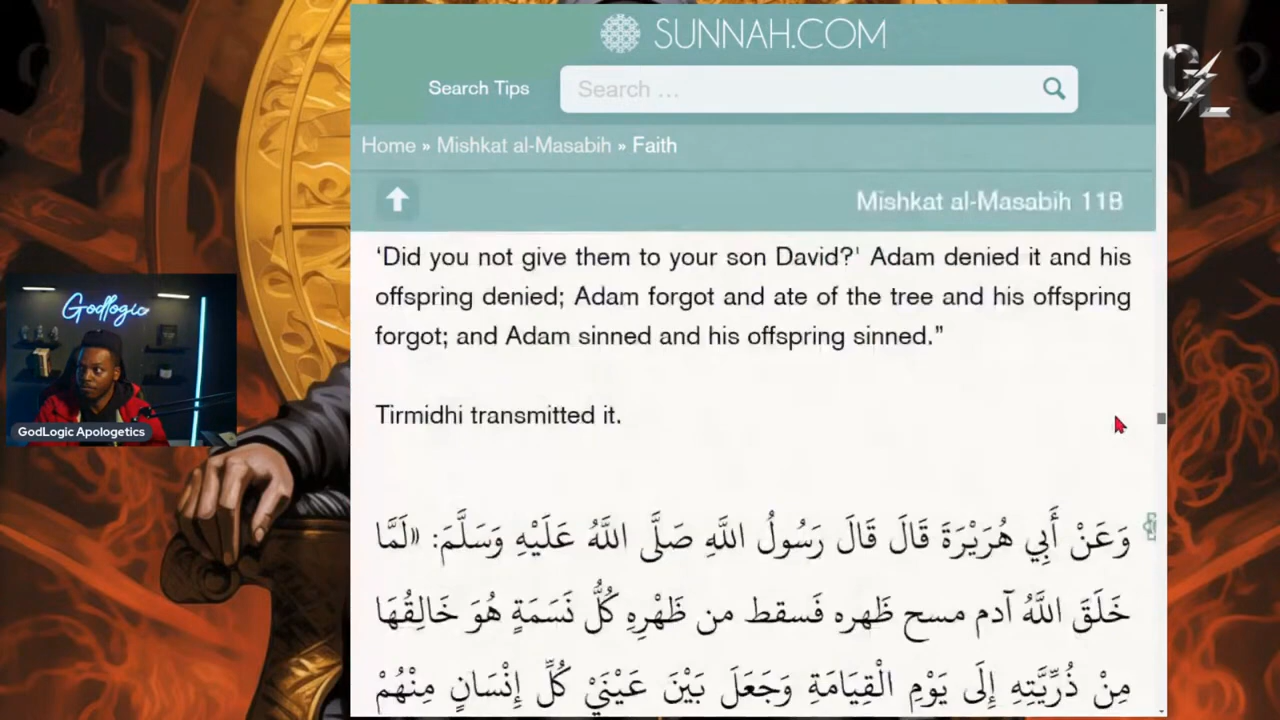 SUNNAH.COM
Search Tips
Search ...
Home » Mishkat al-Masabih » Faith
Mishkat al-Masabih 118
'Did you not give them to your son David?' Adam denied it and his
offspring denied; Adam forgot and ate of the tree and his offspring
forgot; and Adam sinned and his offspring sinned."
Tirmidhi transmitted it.
وَعَنْ أَبِي هُرَيْرَةَ قَالَ قَالَ رَسُولُ اللَّهِ صَلَّى اللَّهُ عَلَيْهِ وَسَلَّمَ: «لَمَّا
خَلَقَ اللَّهُ آدم مسح ظَهره فَسقط من ظَهْرِهِ كُلُّ نَسَمَةٍ هُوَ خَالِقُهَا
مِنْ ذُرِّيَّتِهِ إِلَى يَوْمِ الْقِيَامَةِ وَجَعَلَ بَيْنَ عَيْنَيْ كُلِّ إِنْسَانٍ مِنْهُمْ
Godlogic
GodLogic Apologetics
GL